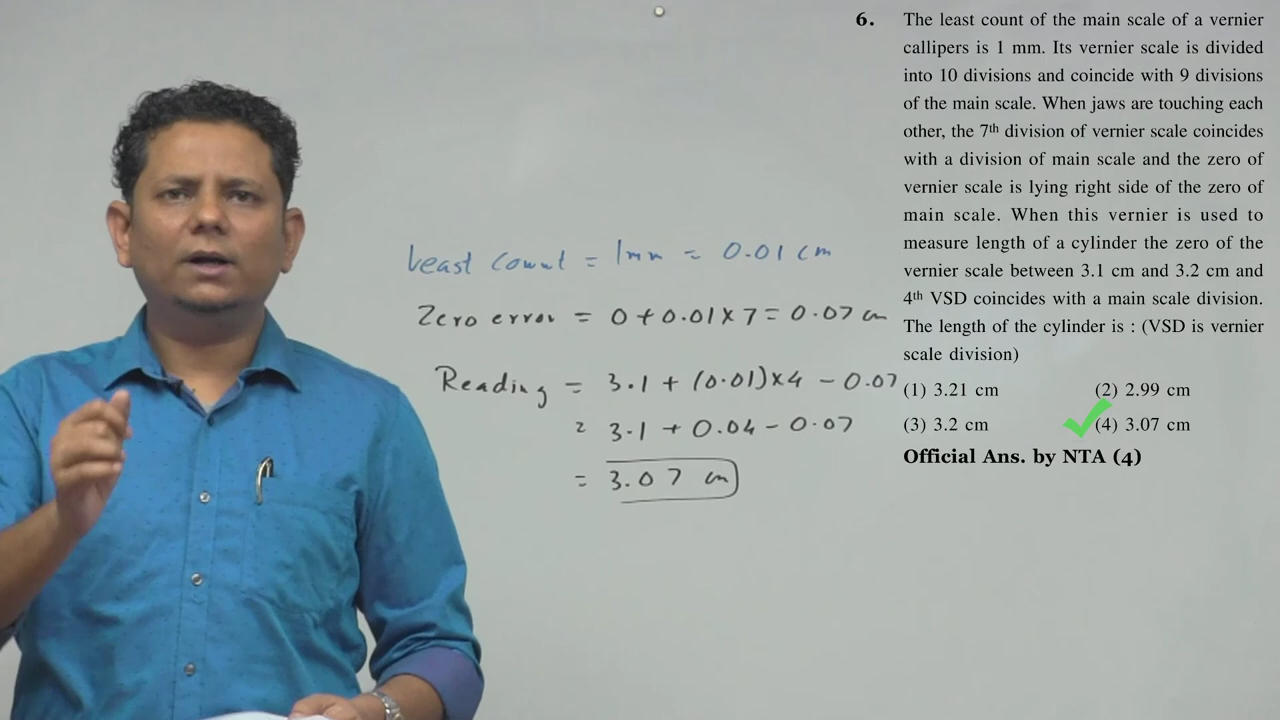 Least count = 1mm = 0.01 cm
Zero error = 0 + 0.01 X 7 = 0.07 cm
Reading = 3.1 + (0.01) X 4 - 0.07
= 3.1 + 0.04 - 0.07
= 3.07 cm
6. The least count of the main scale of a vernier
callipers is 1 mm. Its vernier scale is divided
into 10 divisions and coincide with 9 divisions
of the main scale. When jaws are touching each
other, the 7th division of vernier scale coincides
with a division of main scale and the zero of
vernier scale is lying right side of the zero of
main scale. When this vernier is used to
measure length of a cylinder the zero of the
vernier scale between 3.1 cm and 3.2 cm and
4th VSD coincides with a main scale division.
The length of the cylinder is : (VSD is vernier
scale division)
(1) 3.21 cm (2) 2.99 cm
(3) 3.2 cm (4) 3.07 cm
Official Ans. by NTA (4)